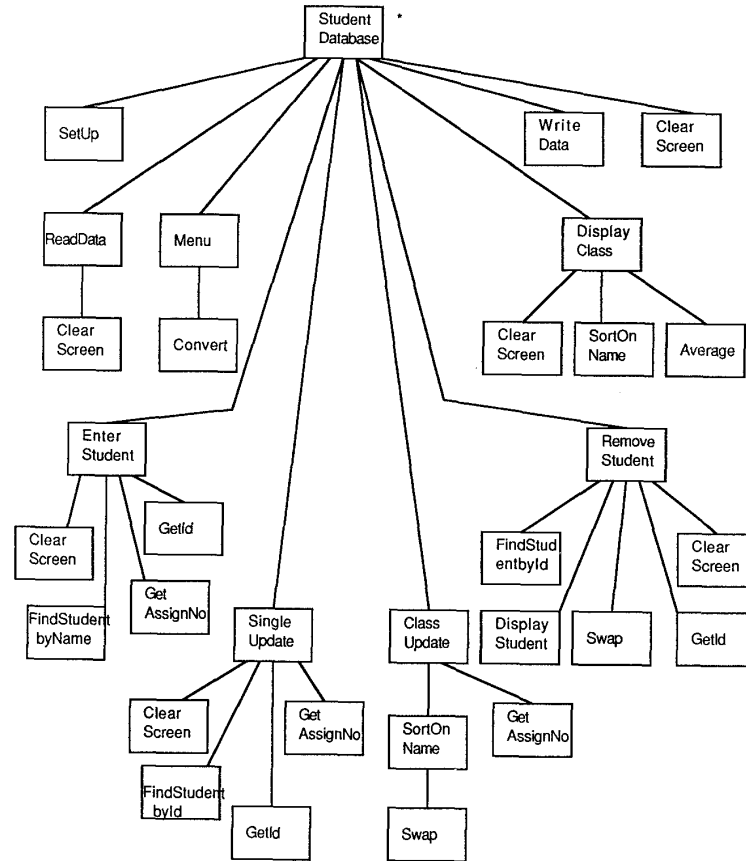 Student
Database
*
SetUp
Write
Data
Clear
Screen
ReadData
Menu
Display
Class
Clear
Screen
Convert
Clear
Screen
SortOn
Name
Average
Enter
Student
Remove
Student
Clear
Screen
GetId
FindStud
entbyId
Clear
Screen
FindStudent
byName
Get
AssignNo
Single
Update
Class
Update
Display
Student
Swap
GetId
Clear
Screen
Get
AssignNo
SortOn
Name
Get
AssignNo
FindStudent
byId
GetId
Swap